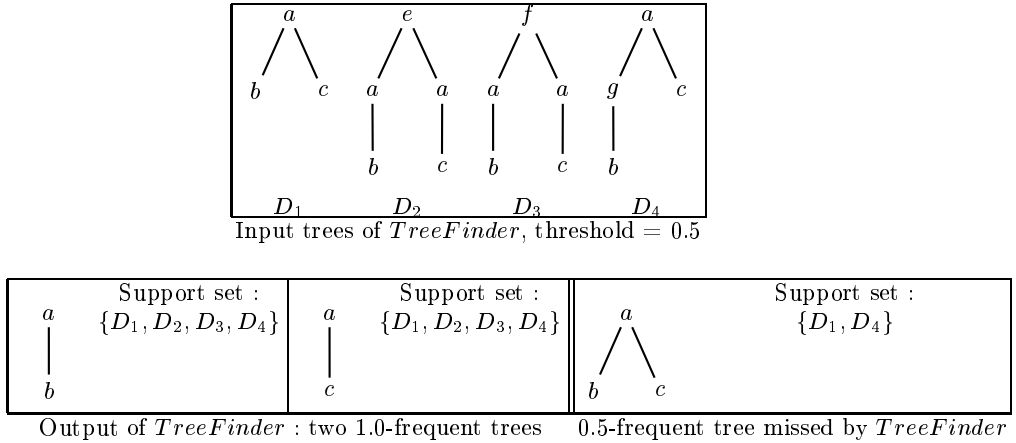 a e f a
b c a a a a g c
b c b c b
D₁ D₂ D₃ D₄
Input trees of TreeFinder, threshold = 0.5
Support set : Support set : Support set :
a {D₁, D₂, D₃, D₄} a {D₁, D₂, D₃, D₄} a {D₁, D₄}
b c b c
Output of TreeFinder : two 1.0-frequent trees 0.5-frequent tree missed by TreeFinder